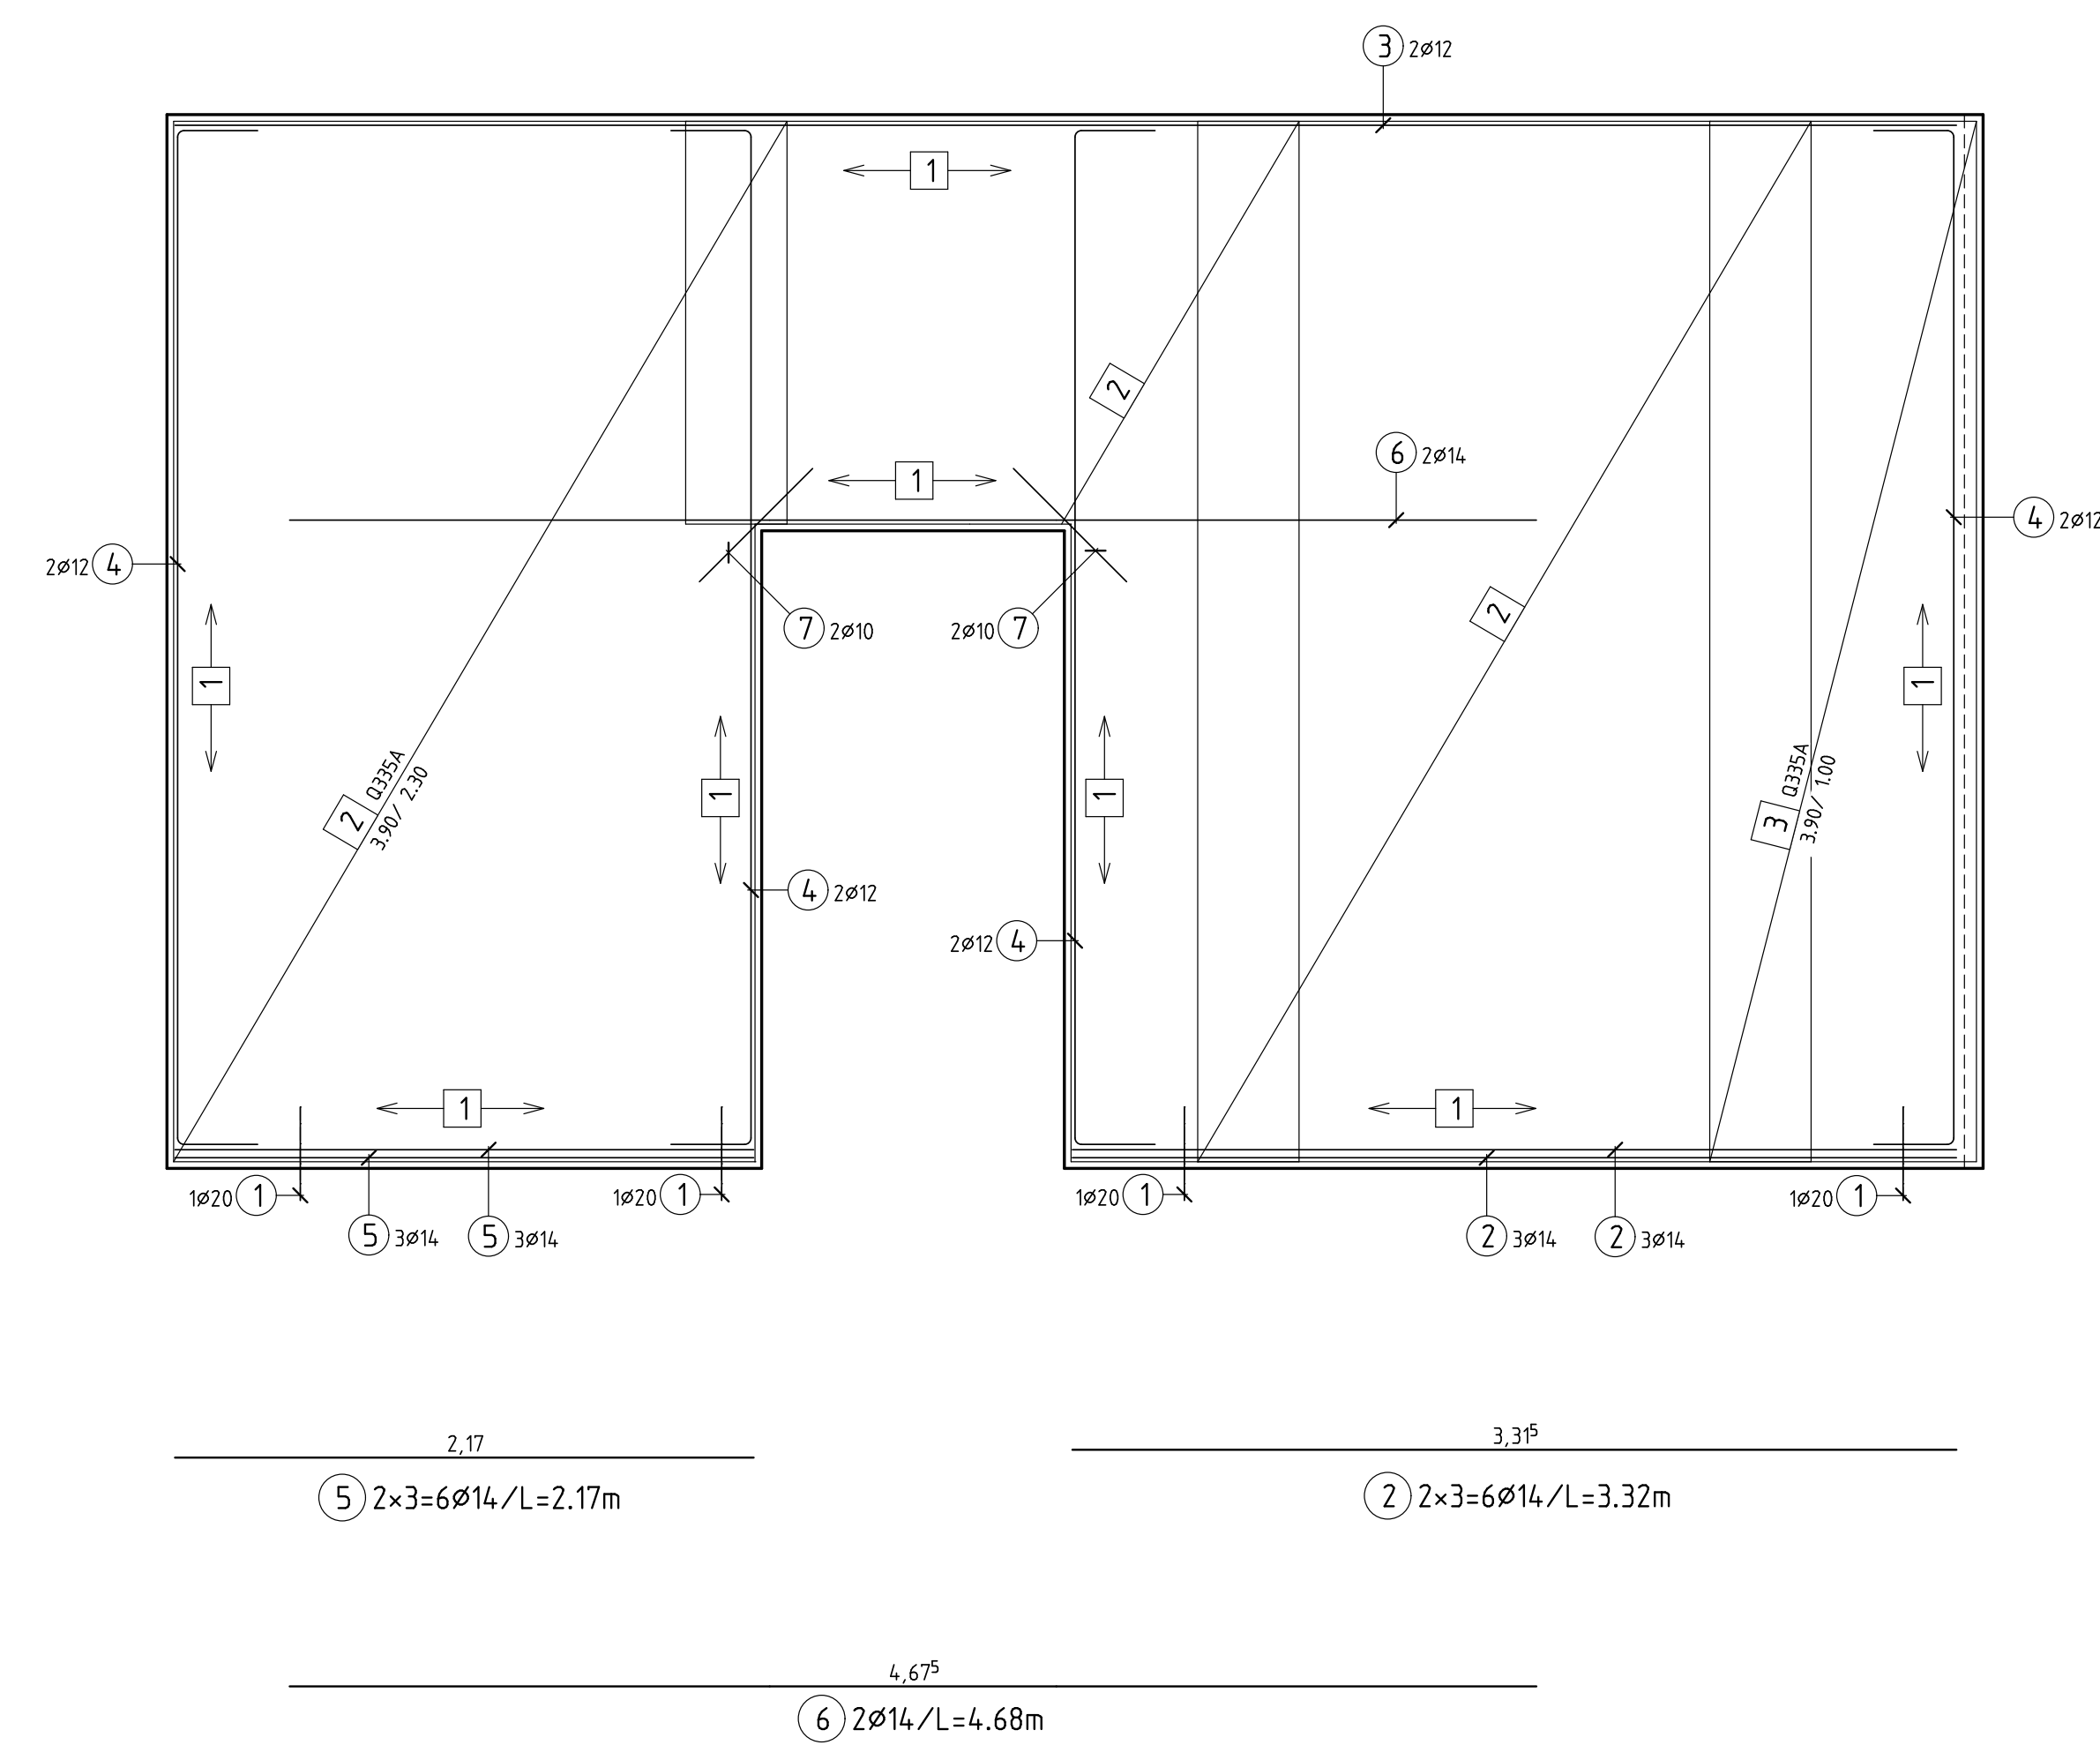 3 2ø12
1
2
1
6 2ø14
4 2ø12
2ø12 4
2
7 2ø10
2ø10 7
1
1
1
1
2 Q335A
3.90/ 2.30
3 Q335A
3.90/ 1.00
4 2ø12
2ø12 4
1
1
1ø20 1
1ø20 1
1ø20 1
1ø20 1
5 3ø14
5 3ø14
2 3ø14
2 3ø14
2,17
5 2×3=6ø14/L=2.17m
3,31⁵
2 2×3=6ø14/L=3.32m
4,67⁵
6 2ø14/L=4.68m